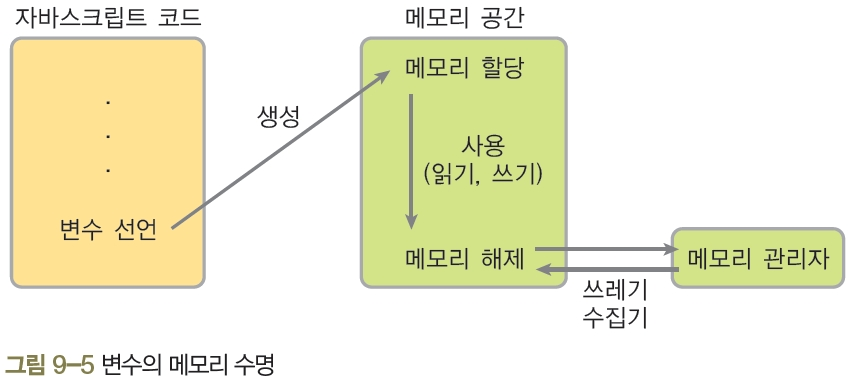 자바스크립트 코드
메모리 공간
.
.
.
변수 선언
생성
메모리 할당
사용
(읽기, 쓰기)
메모리 해제
메모리 관리자
쓰레기
수집기
그림 9-5 변수의 메모리 수명